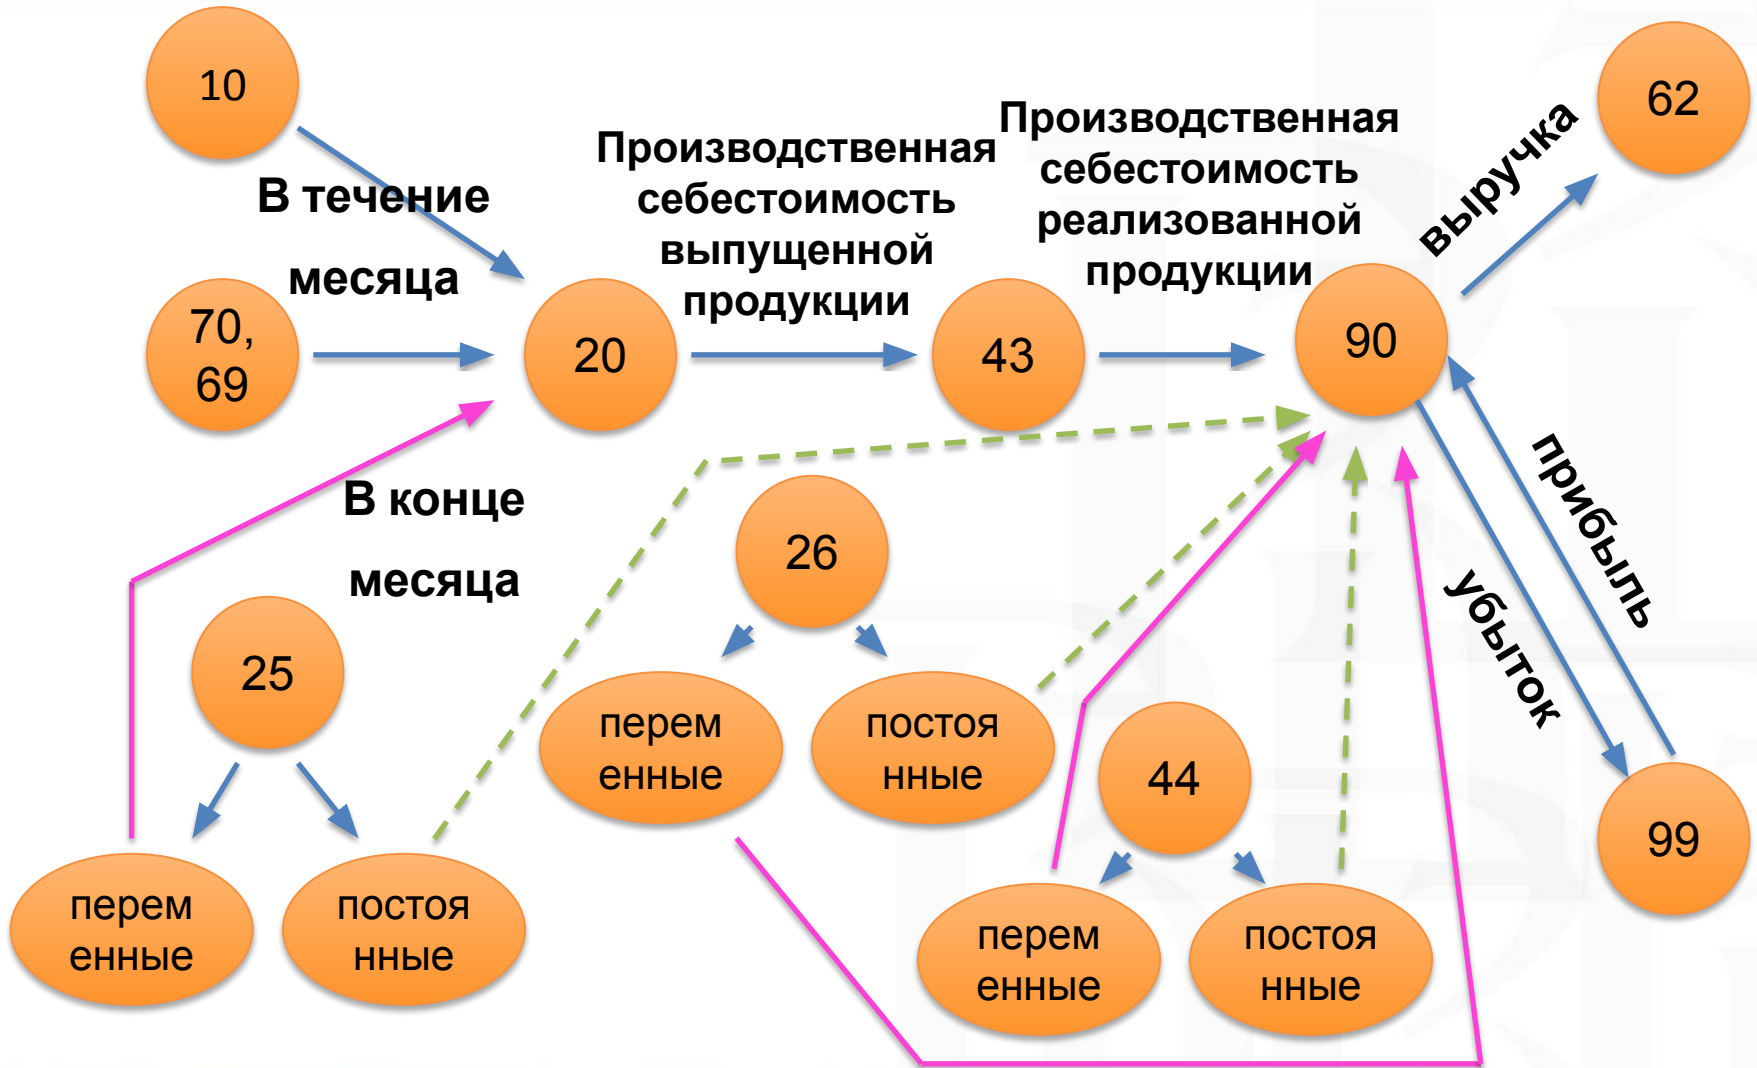 10
В течение
месяца
70,
69
20
Производственная
себестоимость
выпущенной
продукции
43
Производственная
себестоимость
реализованной
продукции
90
выручка
62
В конце
месяца
25
перем
енные
постоя
нные
26
перем
енные
постоя
нные
44
перем
енные
постоя
нные
прибыль
убыток
99